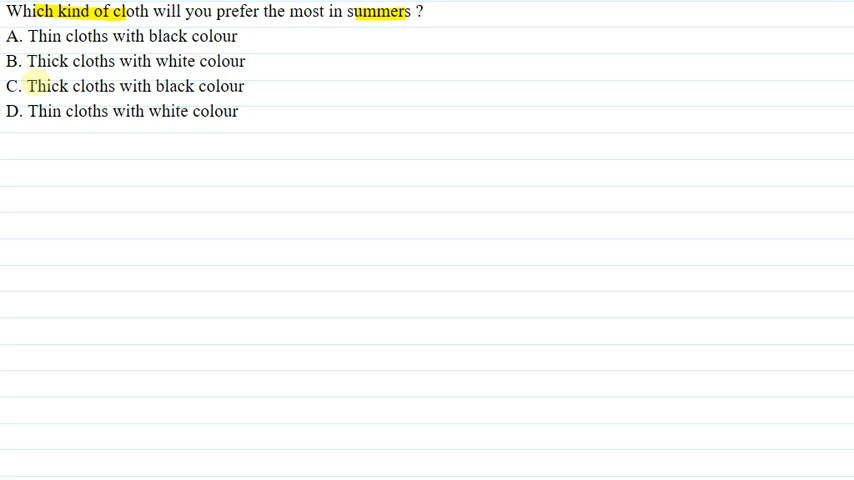 Which kind of cloth will you prefer the most in summers ?
A. Thin cloths with black colour
B. Thick cloths with white colour
C. Thick cloths with black colour
D. Thin cloths with white colour